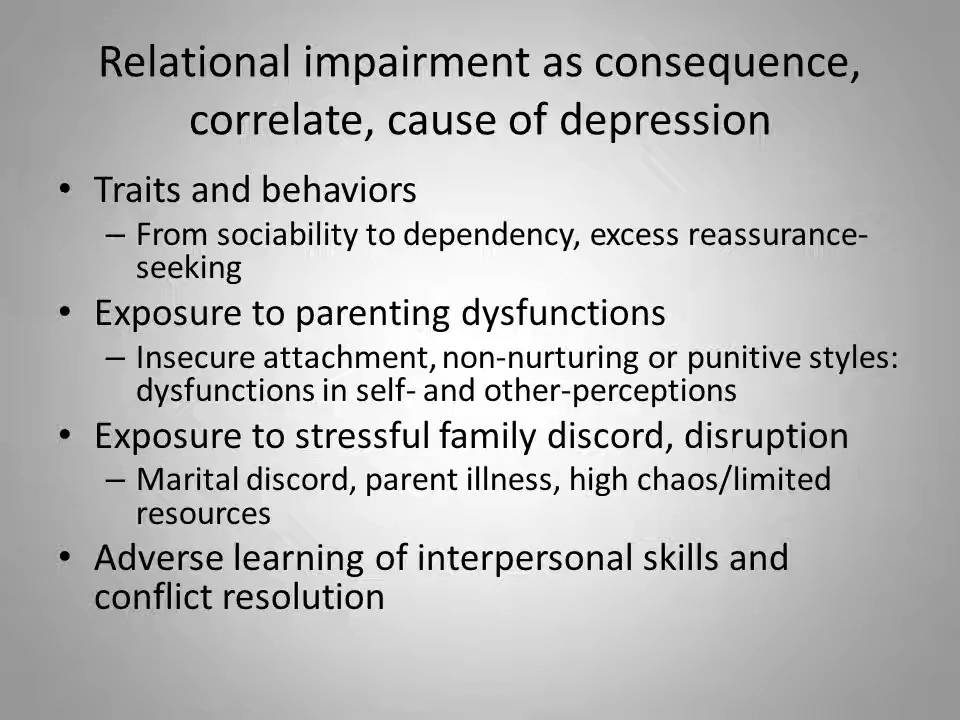 Relational impairment as consequence,
correlate, cause of depression
• Traits and behaviors
– From sociability to dependency, excess reassurance-
seeking
• Exposure to parenting dysfunctions
– Insecure attachment, non-nurturing or punitive styles:
dysfunctions in self- and other-perceptions
• Exposure to stressful family discord, disruption
– Marital discord, parent illness, high chaos/limited
resources
• Adverse learning of interpersonal skills and
conflict resolution